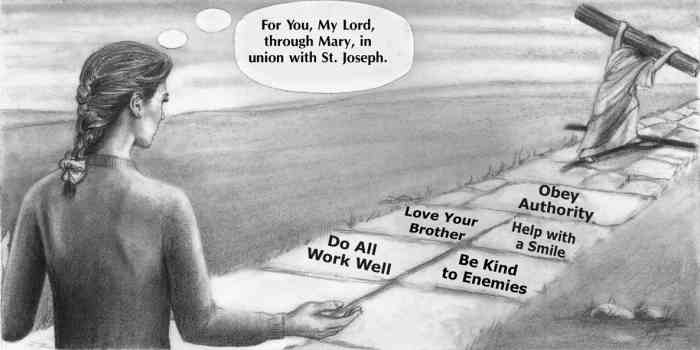 For You, My Lord,
through Mary, in
union with St. Joseph.
Obey
Authority
Love Your
Brother
Help with
a Smile
Do All
Work Well
Be Kind
to Enemies